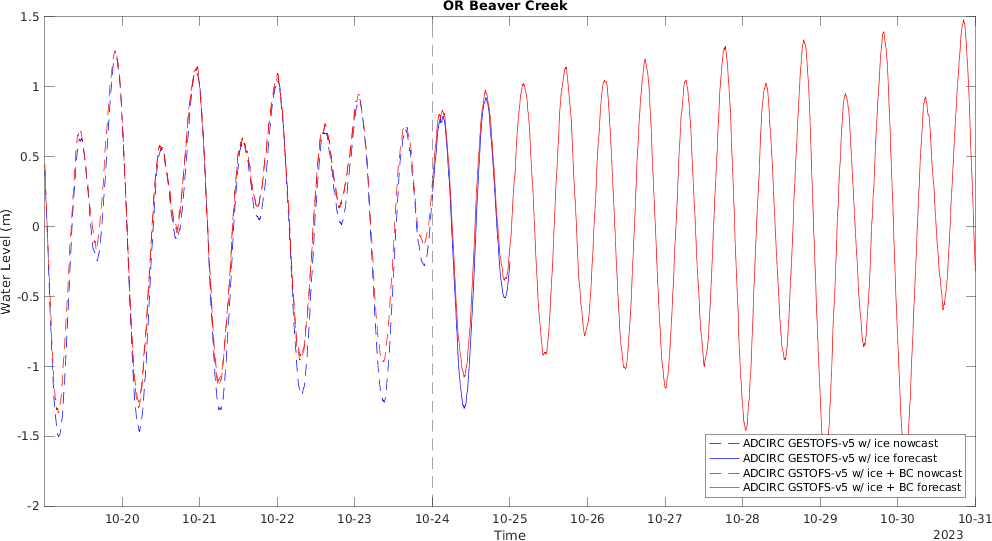 OR Beaver Creek
Water Level (m)
1.5
1
0.5
0
-0.5
-1
-1.5
-2
ADCIRC GESTOFS-v5 w/ ice nowcast
ADCIRC GESTOFS-v5 w/ ice forecast
ADCIRC GSTOFS-v5 w/ ice + BC nowcast
ADCIRC GSTOFS-v5 w/ ice + BC forecast
10-20 10-21 10-22 10-23 10-24 10-25 10-26 10-27 10-28 10-29 10-30 10-31
Time
2023